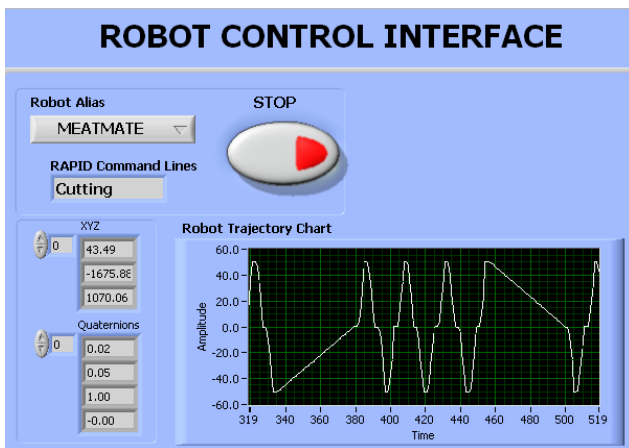 ROBOT CONTROL INTERFACE
Robot Alias
STOP
MEATMATE
RAPID Command Lines
Cutting
XYZ
0
43.49
-1675.88
1070.06
Quaternions
0
0.02
0.05
1.00
-0.00
Robot Trajectory Chart
Amplitude
60.0
40.0
20.0
0.0
-20.0
-40.0
-60.0
319 340 360 380 400 420 440 460 480 500 519
Time